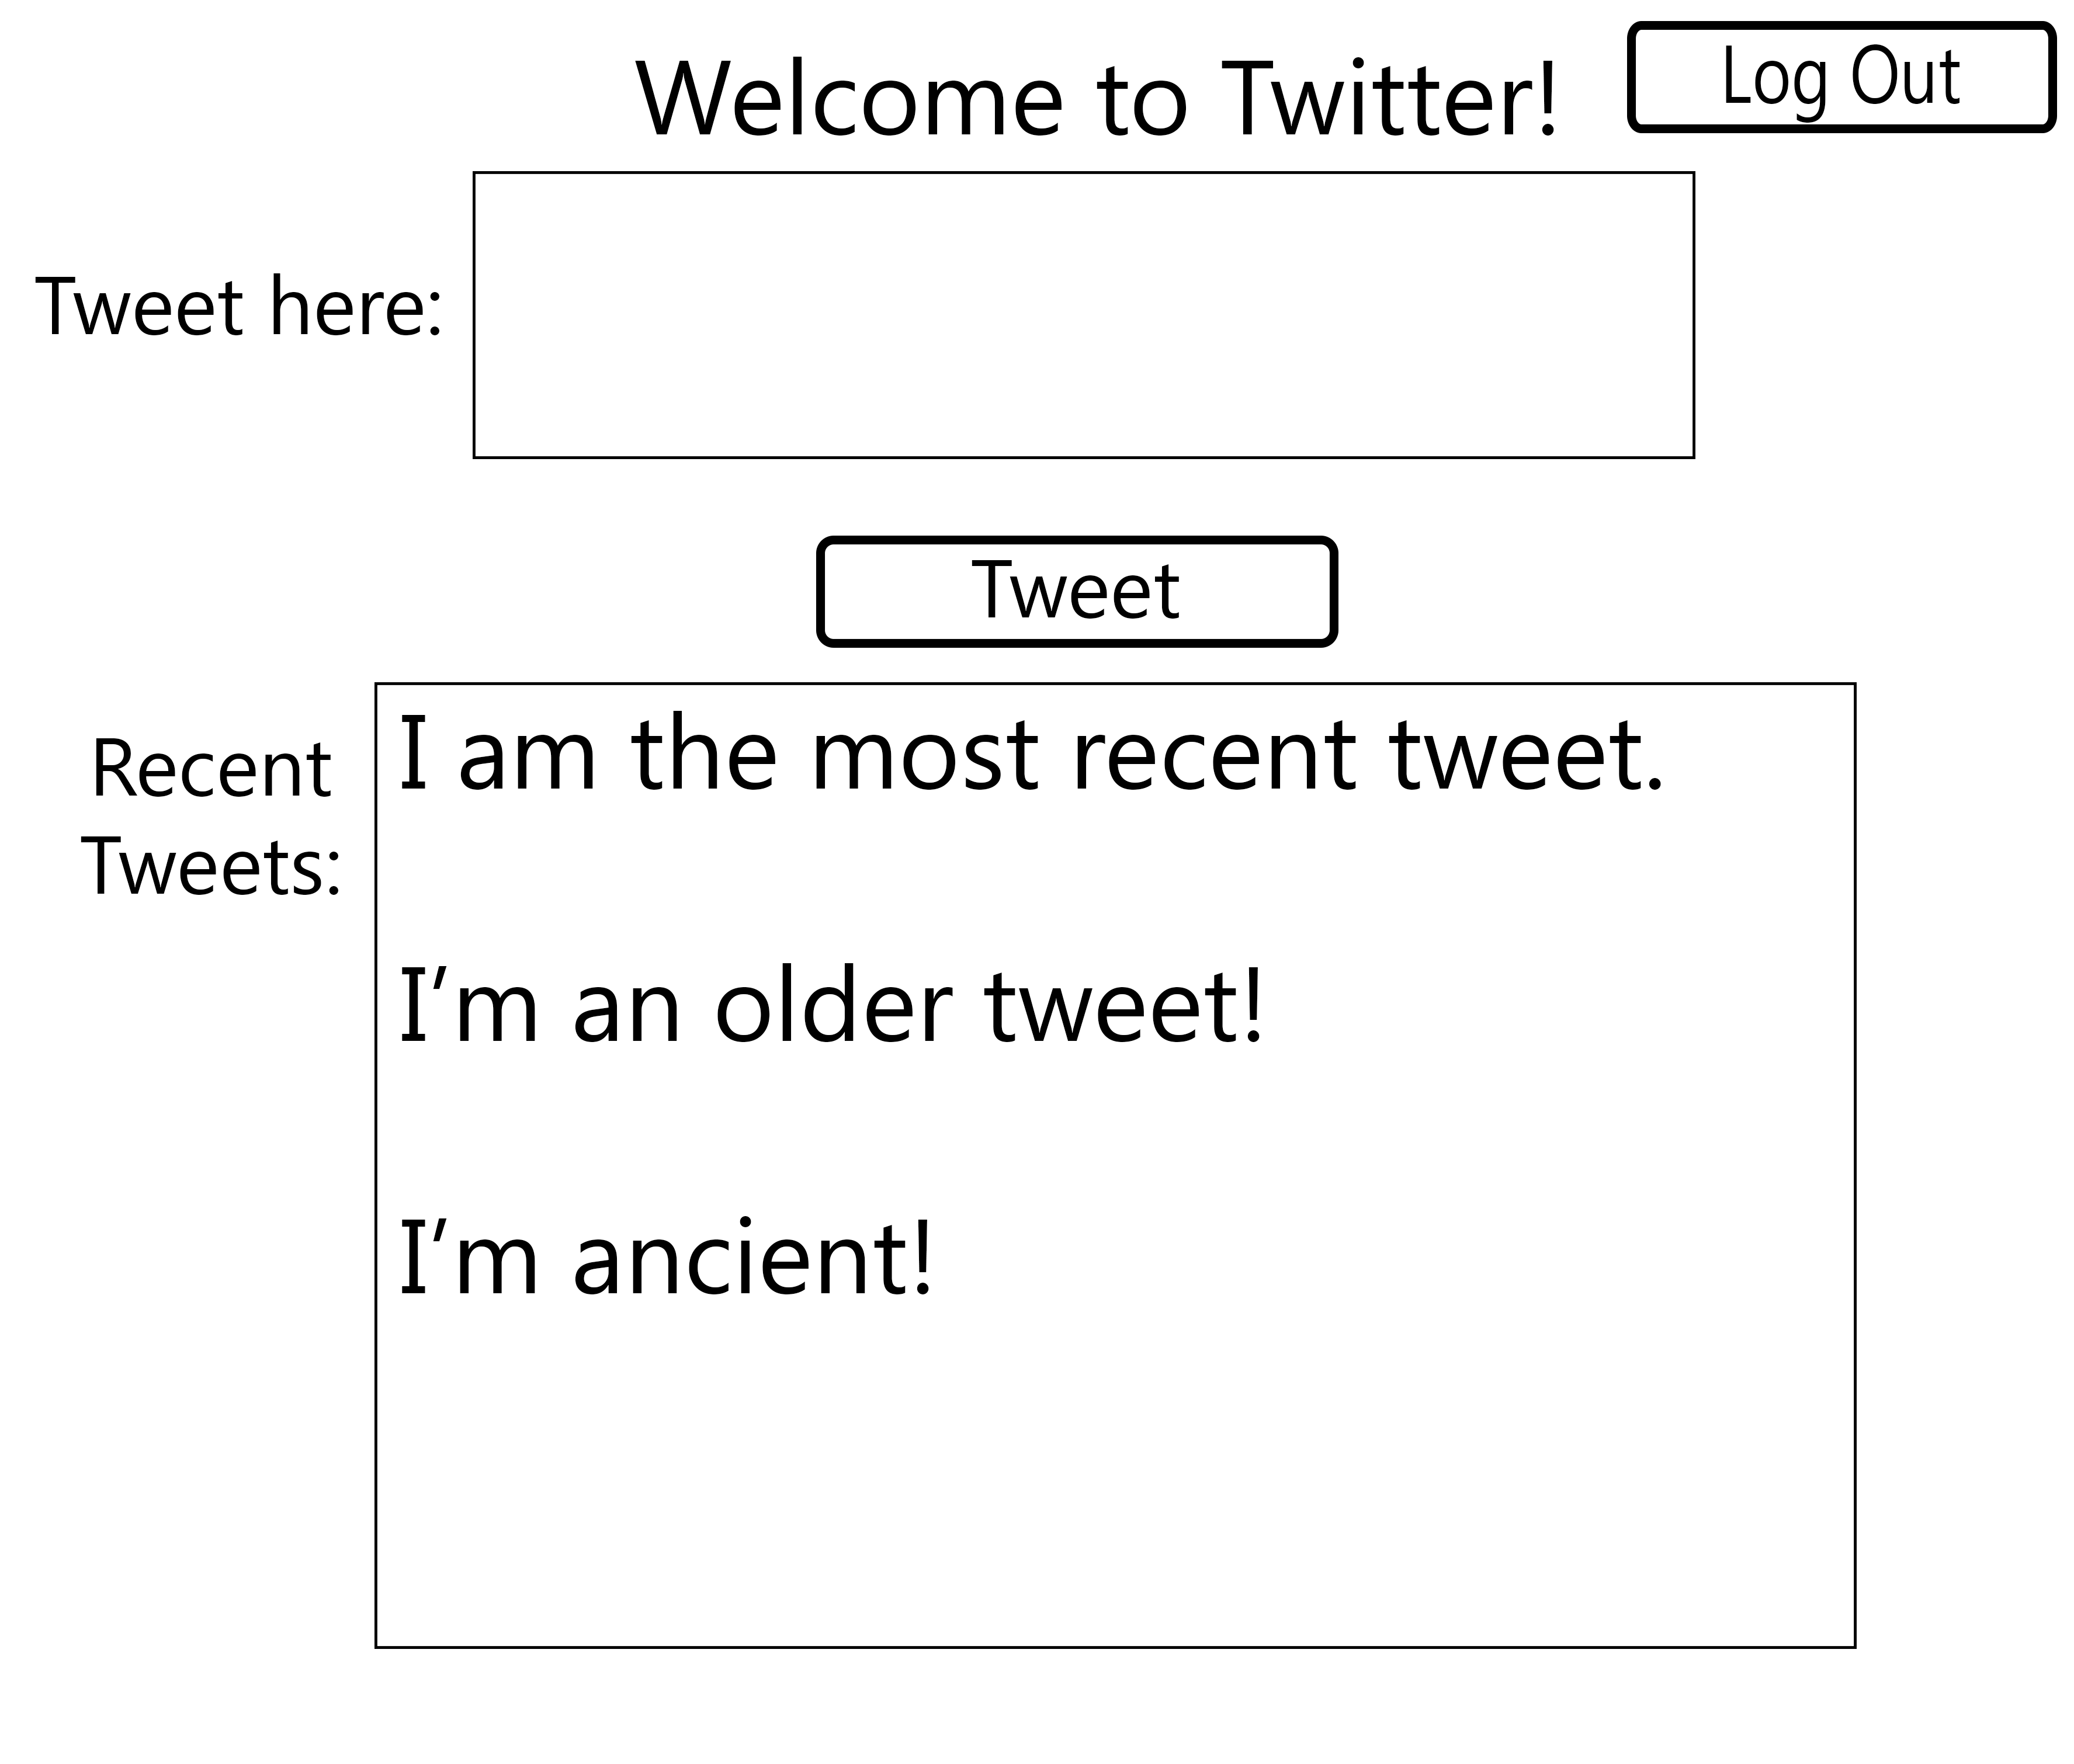 Welcome to Twitter!
Log Out
Tweet here:
Tweet
Recent
Tweets:
I am the most recent tweet.
I’m an older tweet!
I’m ancient!